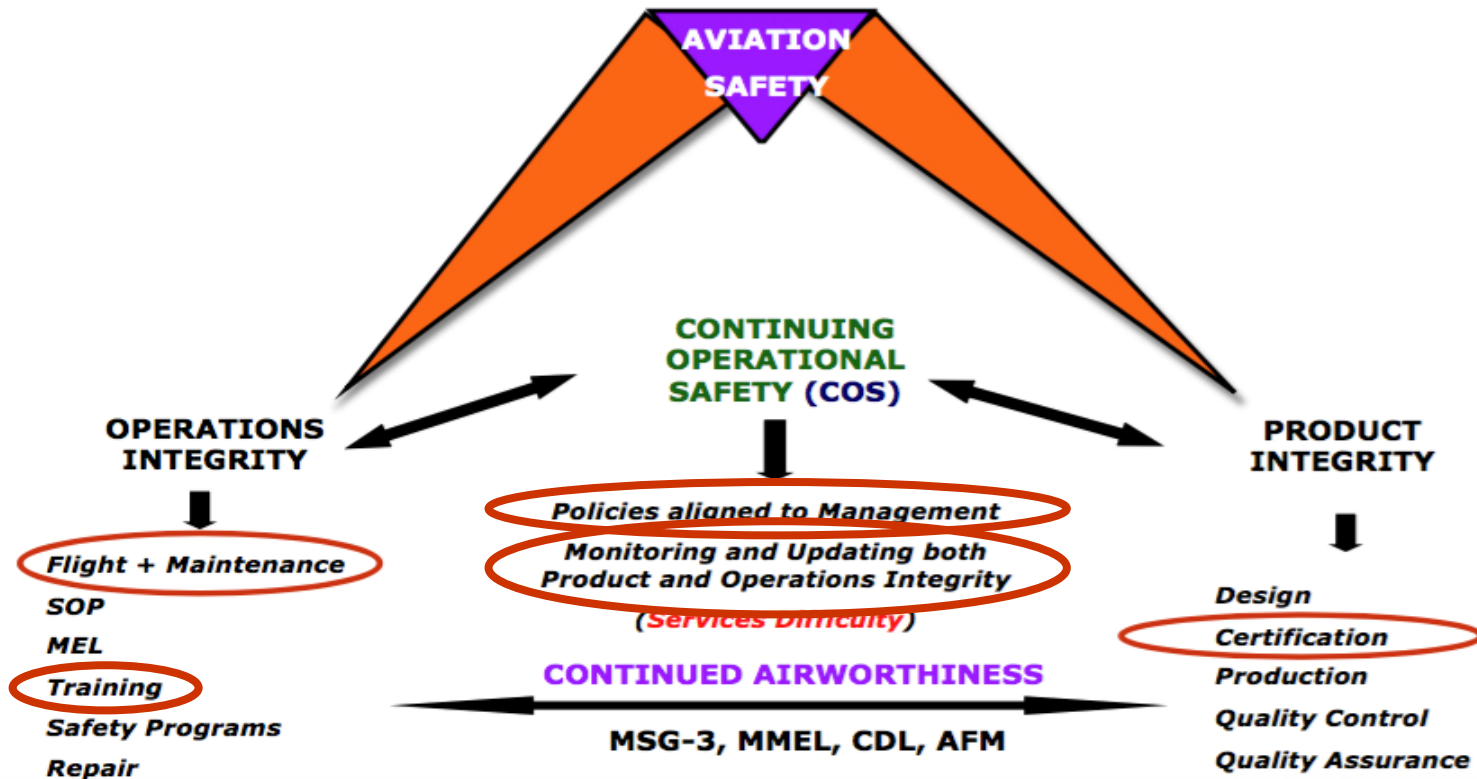 AVIATION
SAFETY
CONTINUING
OPERATIONAL
SAFETY (COS)
OPERATIONS
INTEGRITY
PRODUCT
INTEGRITY
Policies aligned to Management
Monitoring and Updating both
Product and Operations Integrity
(Services Difficulty)
Flight + Maintenance
SOP
MEL
Training
Safety Programs
Repair
Design
Certification
Production
Quality Control
Quality Assurance
CONTINUED AIRWORTHINESS
MSG-3, MMEL, CDL, AFM